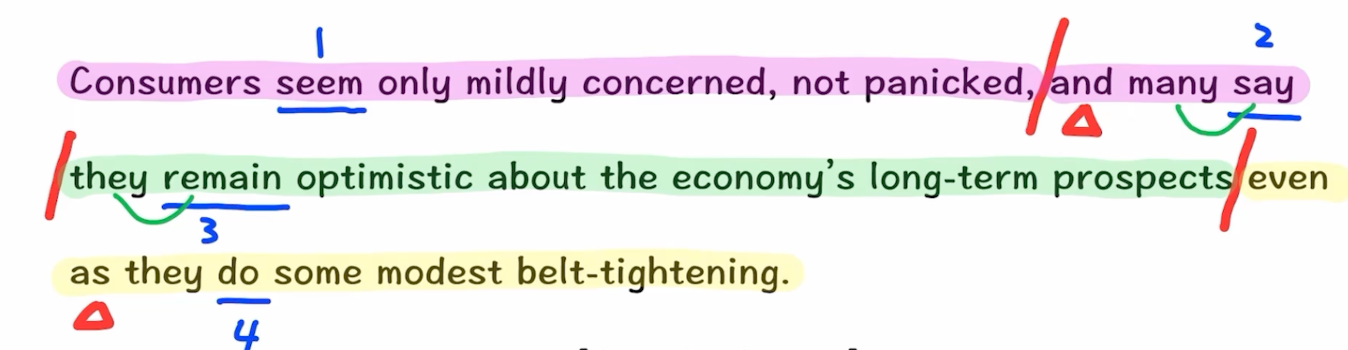 1 2
Consumers seem only mildly concerned, not panicked, and many say
they remain optimistic about the economy's long-term prospects even
3
as they do some modest belt-tightening.
4